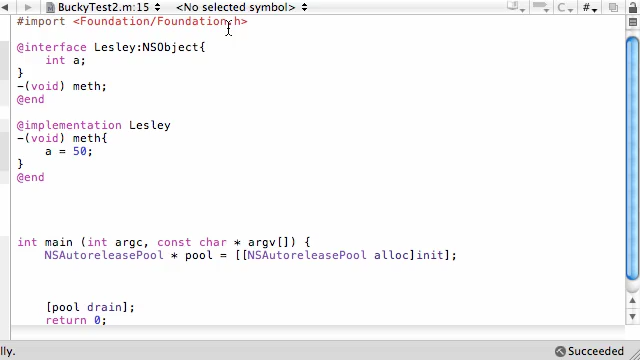 BuckyTest2.m:15 <No selected symbol> C #
#import <Foundation/Foundation.h>
@interface Lesley:NSObject{
int a;
}
-(void) meth;
@end
@implementation Lesley
-(void) meth{
a = 50;
}
@end
int main (int argc, const char * argv[]) {
NSAutoreleasePool * pool = [[NSAutoreleasePool alloc]init];
[pool drain];
return 0;
lly. Succeeded